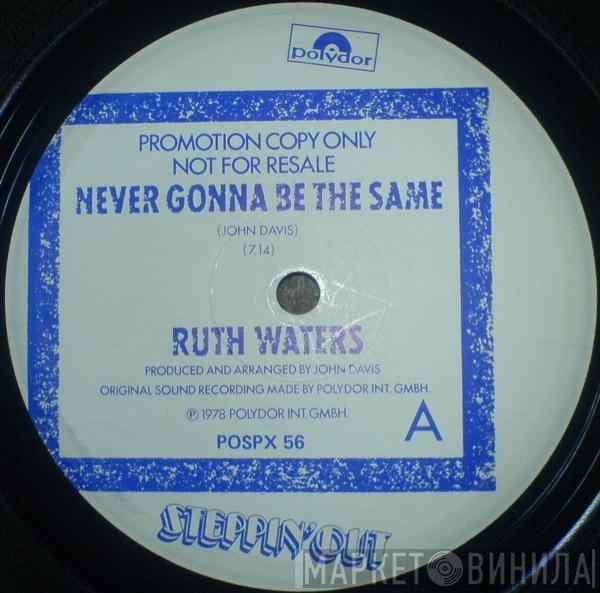 polydor
PROMOTION COPY ONLY
NOT FOR RESALE
NEVER GONNA BE THE SAME
(JOHN DAVIS)
(7.14)
RUTH WATERS
PRODUCED AND ARRANGED BY JOHN DAVIS
ORIGINAL SOUND RECORDING MADE BY POLYDOR INT. GMBH.
℗ 1978 POLYDOR INT. GMBH.
A
POSPX 56
STEPPIN' OUT
МАРКЕТ ВИНИЛА